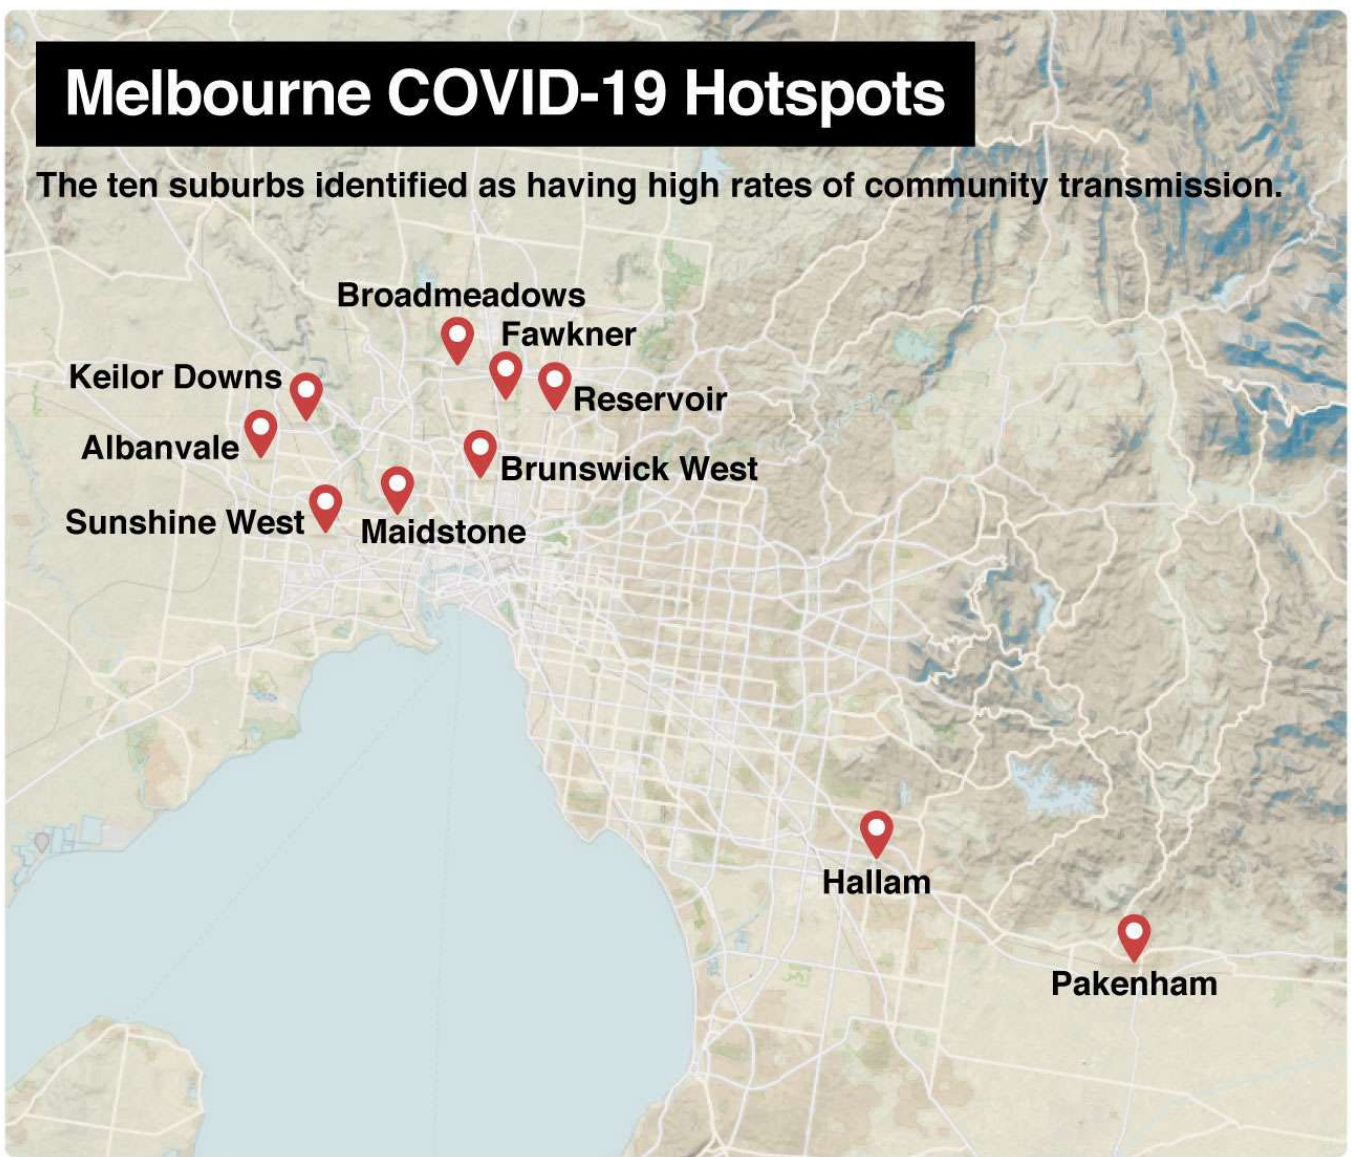 Melbourne COVID-19 Hotspots
The ten suburbs identified as having high rates of community transmission.
Broadmeadows
Fawkner
Keilor Downs
Reservoir
Albanvale
Brunswick West
Sunshine West
Maidstone
Hallam
Pakenham